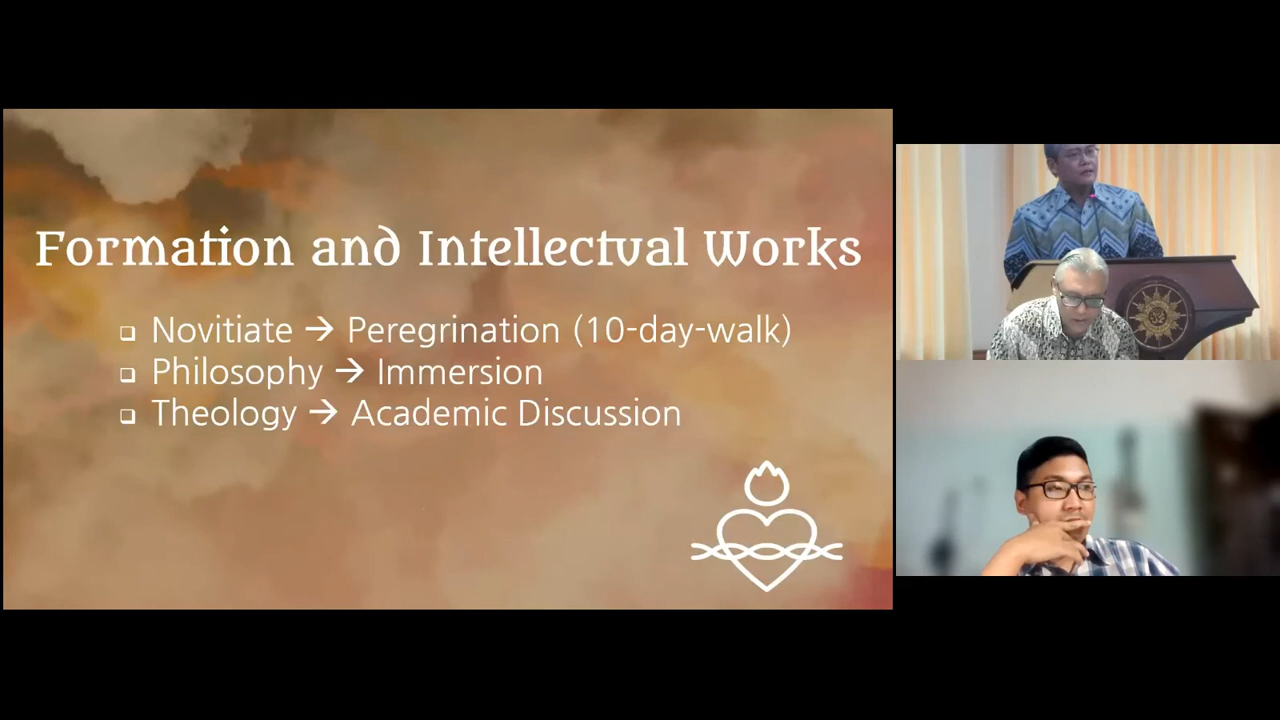 Formation and Intellectual Works
Novitiate → Peregrination (10-day-walk)
Philosophy → Immersion
Theology → Academic Discussion